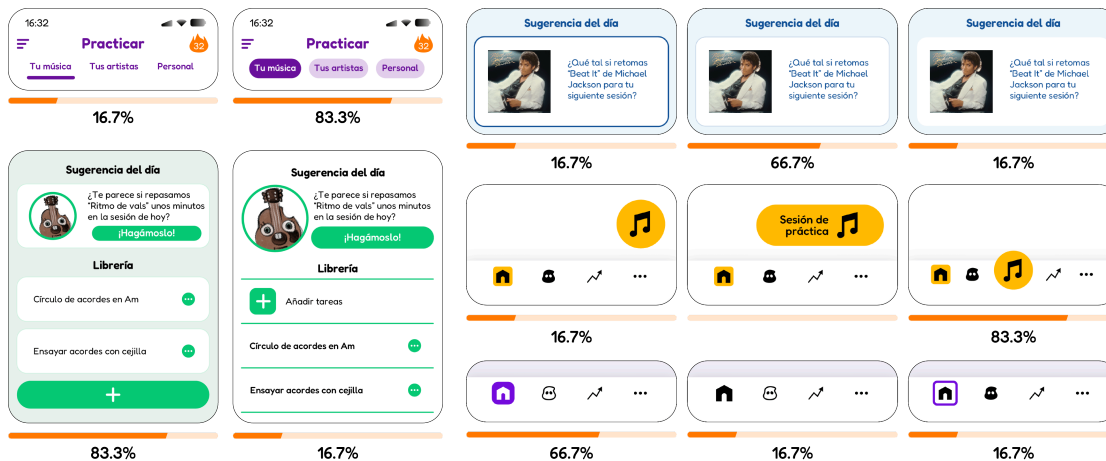 16:32
Practicar
32
Tu música
Tus artistas
Personal
16.7%
16:32
Practicar
32
Tu música
Tus artistas
Personal
83.3%
Sugerencia del día
¿Qué tal si retomas
"Beat It" de Michael
Jackson para tu
siguiente sesión?
16.7%
Sugerencia del día
¿Qué tal si retomas
"Beat It" de Michael
Jackson para tu
siguiente sesión?
66.7%
Sugerencia del día
¿Qué tal si retomas
"Beat It" de Michael
Jackson para tu
siguiente sesión?
16.7%
Sugerencia del día
¿Te parece si repasamos
"Ritmo de vals" unos minutos
en la sesión de hoy?
¡Hagámoslo!
Librería
Círculo de acordes en Am
Ensayar acordes con cejilla
83.3%
Sugerencia del día
¿Te parece si repasamos
"Ritmo de vals" unos minutos
en la sesión de hoy?
¡Hagámoslo!
Librería
Añadir tareas
Círculo de acordes en Am
Ensayar acordes con cejilla
16.7%
16.7%
Sesión de
práctica
83.3%
66.7%
16.7%
16.7%